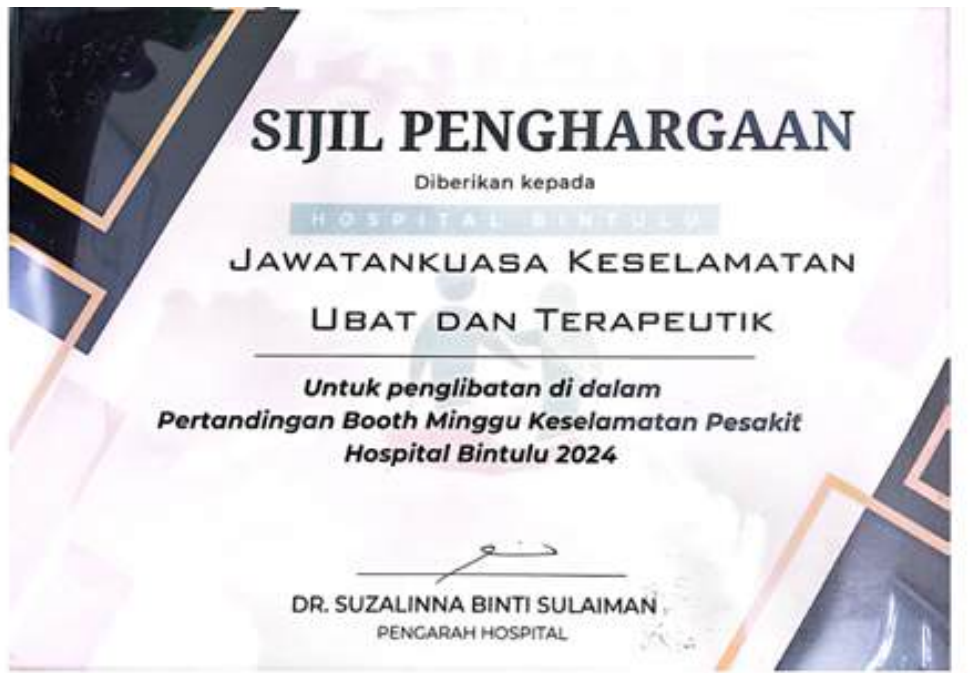 SIJIL PENGHARGAAN
Diberikan kepada
HOSPITAL BINTULU
JAWATANKUASA KESELAMATAN
UBAT DAN TERAPEUTIK
Untuk penglibatan di dalam
Pertandingan Booth Minggu Keselamatan Pesakit
Hospital Bintulu 2024
DR. SUZALINNA BINTI SULAIMAN
PENGARAH HOSPITAL